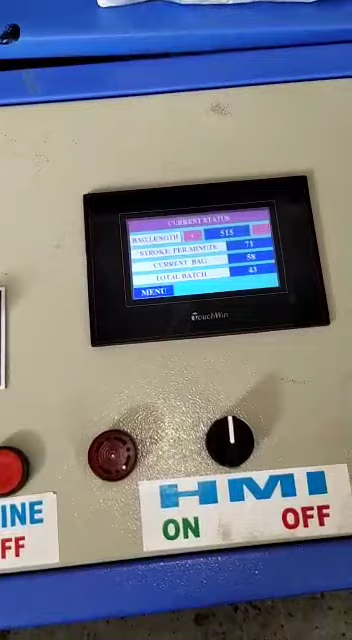 CURRENT STATUS
BAG LENGTH + 515 -
STROKE PER MINUTE 71
CURRENT BAG 58
TOTAL BATCH 43
MENU
TouchWin
HMI
ON OFF
INE
FF